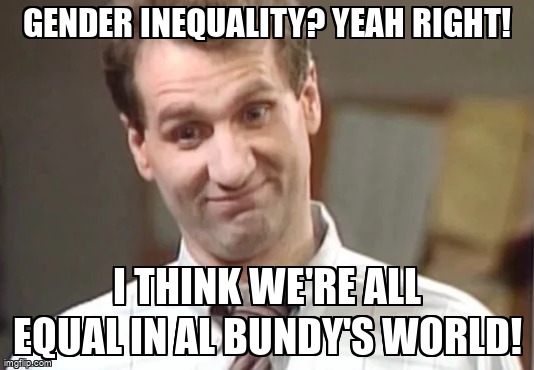 GENDER INEQUALITY? YEAH RIGHT!
I THINK WE'RE ALL
EQUAL IN AL BUNDY'S WORLD!
imgflip.com